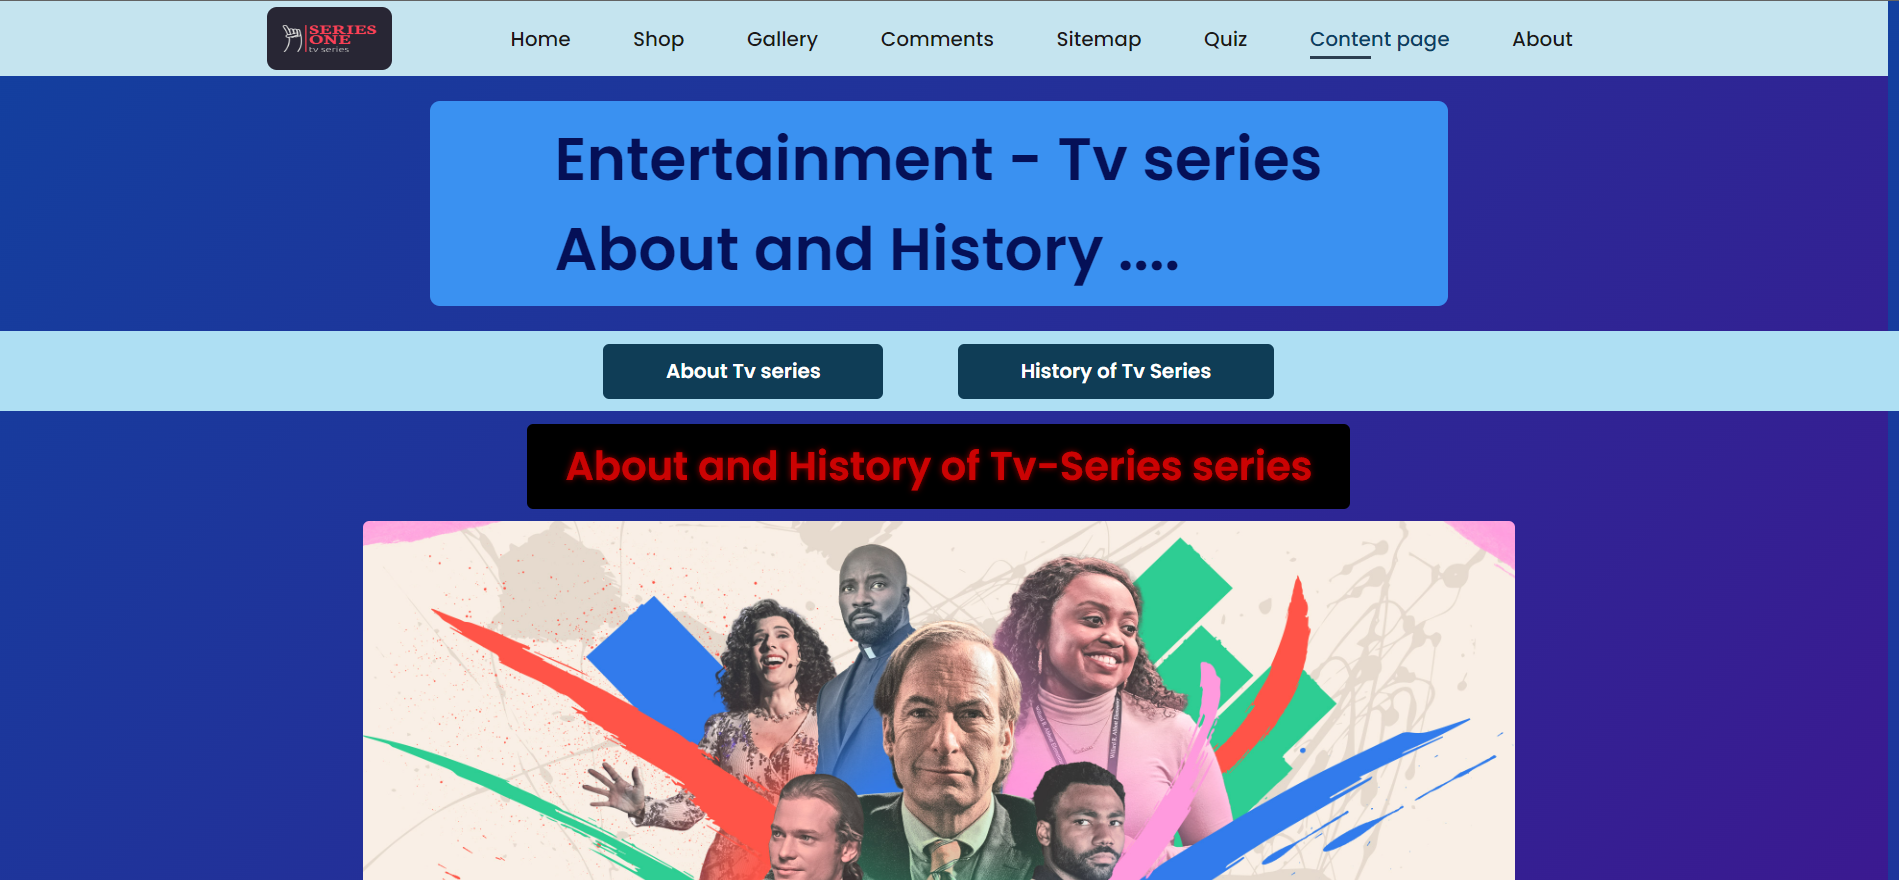 SERIES
ONE
tv series
Home Shop Gallery Comments Sitemap Quiz Content page About
Entertainment - Tv series
About and History ....
About Tv series History of Tv Series
About and History of Tv-Series series